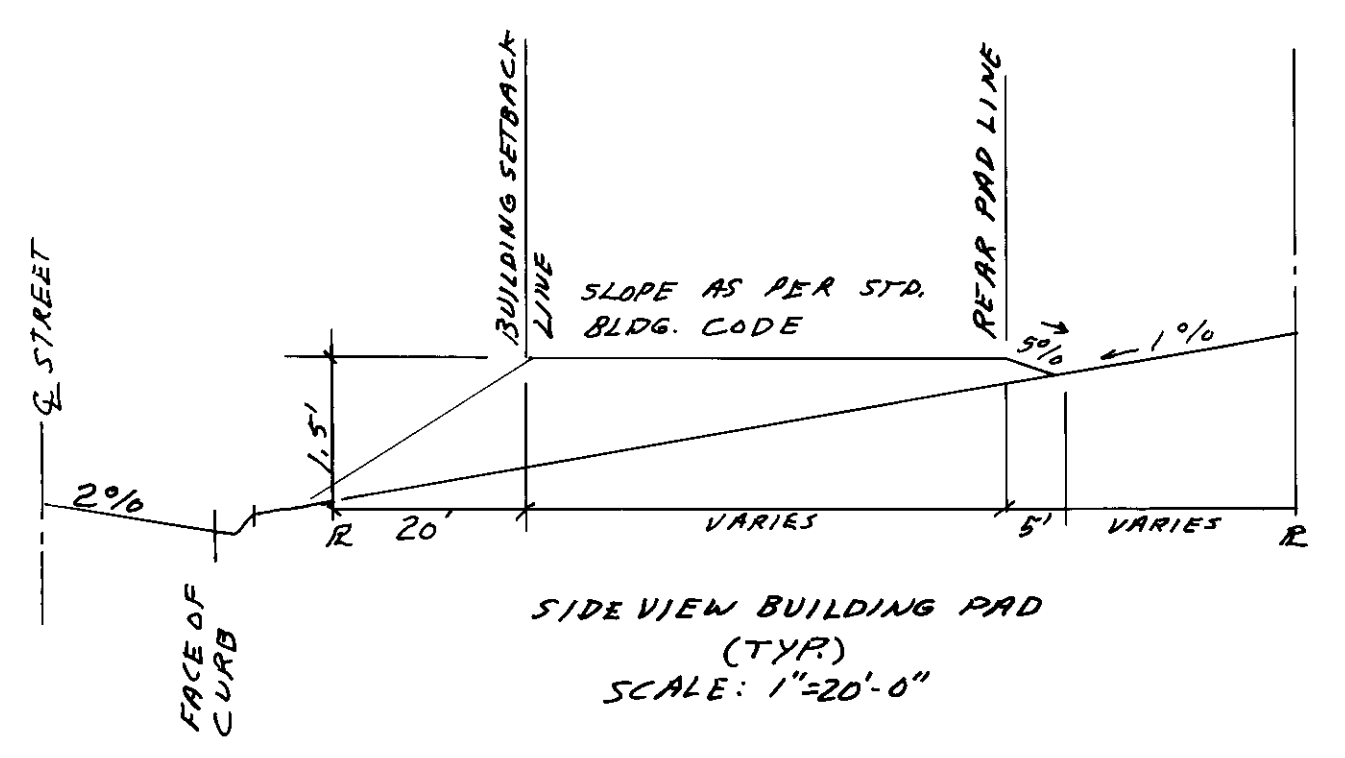 ℄ STREET
BUILDING SETBACK
LINE
REAR PAD LINE
SLOPE AS PER STD.
BLDG. CODE
5%
1%
1.5'
2%
20'
VARIES
5'
VARIES
FACE OF
CURB
SIDE VIEW BUILDING PAD
(TYP.)
SCALE: 1"=20'-0"